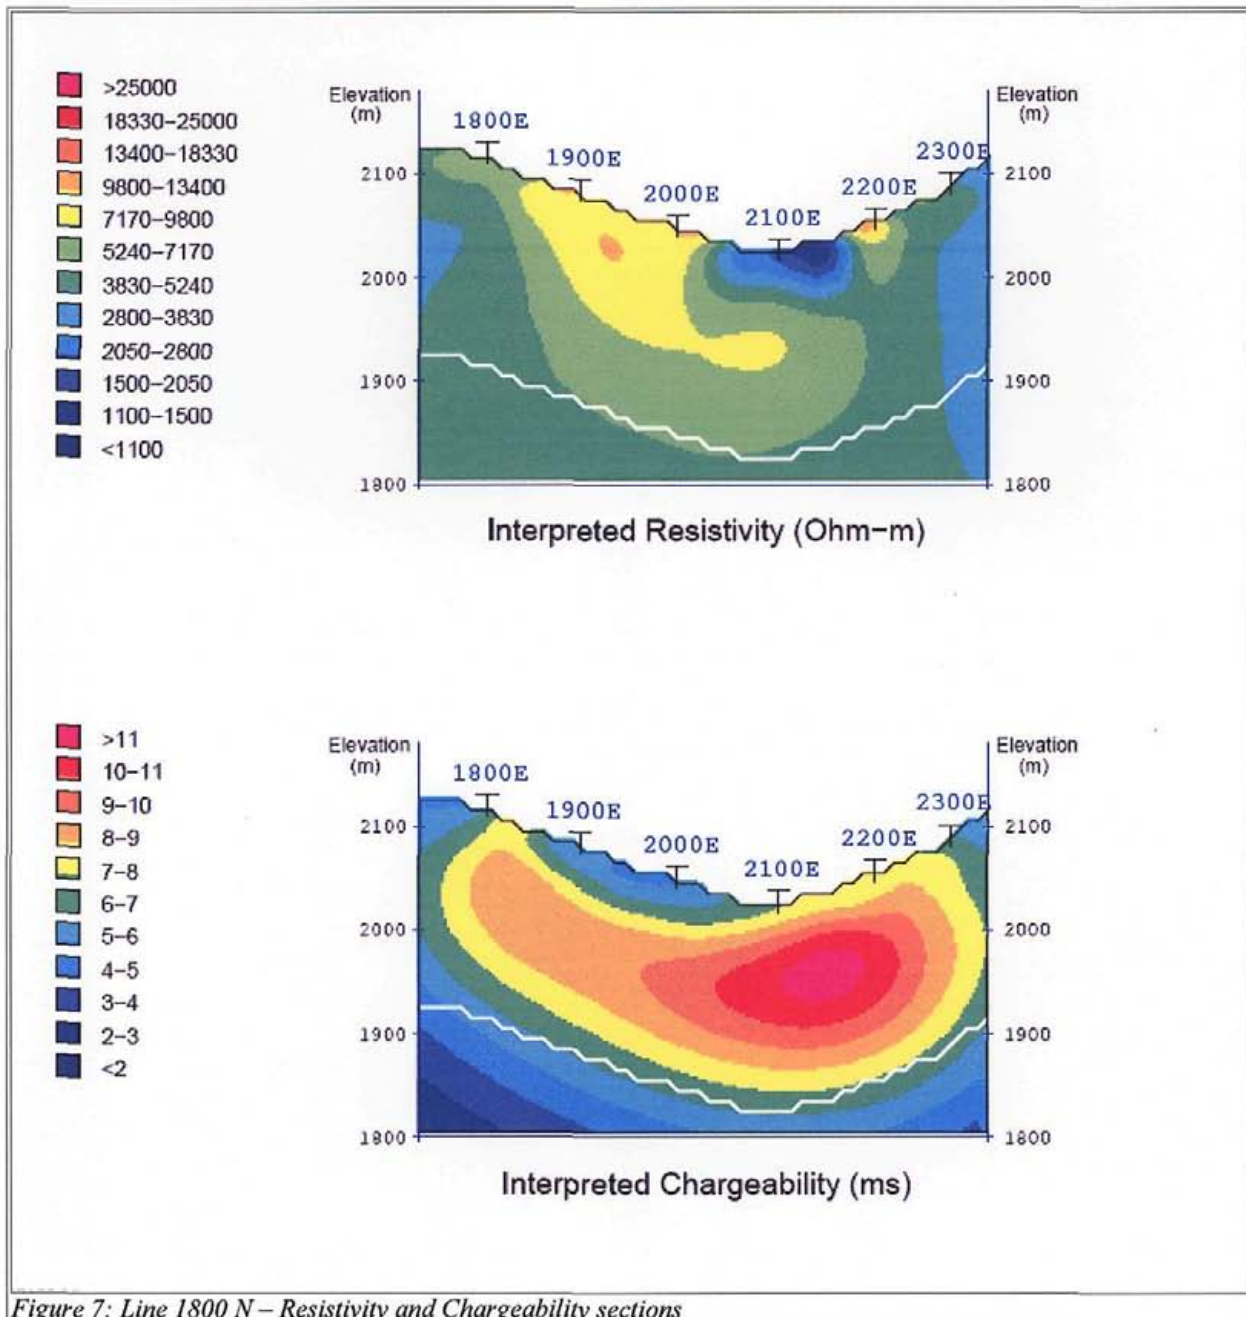 >25000
18330-25000
13400-18330
9800-13400
7170-9800
5240-7170
3830-5240
2800-3830
2050-2800
1500-2050
1100-1500
<1100
Elevation
(m)
Elevation
(m)
1800E
1900E
2000E
2100E
2200E
2300E
2100
2000
1900
1800
2100
2000
1900
1800
Interpreted Resistivity (Ohm-m)
>11
10-11
9-10
8-9
7-8
6-7
5-6
4-5
3-4
2-3
<2
Elevation
(m)
Elevation
(m)
1800E
1900E
2000E
2100E
2200E
2300E
2100
2000
1900
1800
2100
2000
1900
1800
Interpreted Chargeability (ms)
Figure 7: Line 1800 N – Resistivity and Chargeability sections